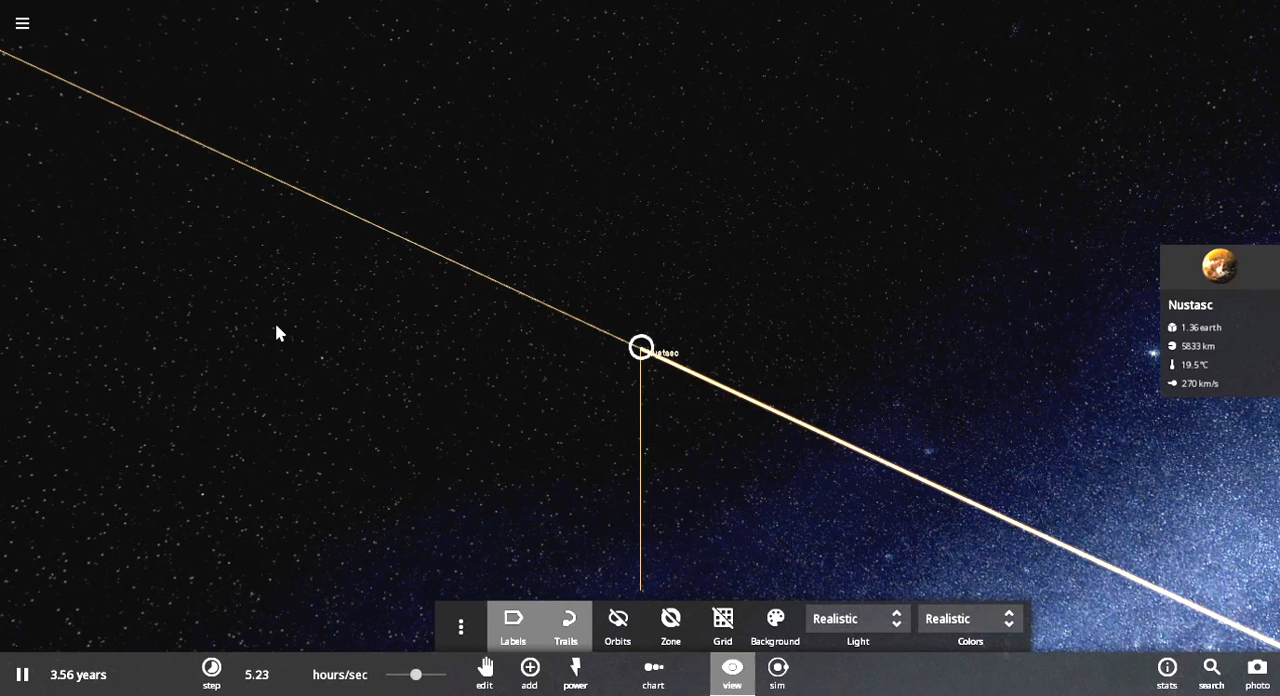 Nustasc
1.36 earth
5833 km
19.5 °C
270 km/s
Labels
Trails
Orbits
Zone
Grid
Background
Realistic
Light
Realistic
Colors
3.56 years
step
5.23
hours/sec
edit
add
power
chart
view
sim
stats
search
photo